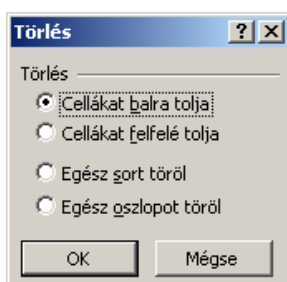 Törlés
Törlés
Cellákat balra tolja
Cellákat felfelé tolja
Egész sort töröl
Egész oszlopot töröl
OK Mégse